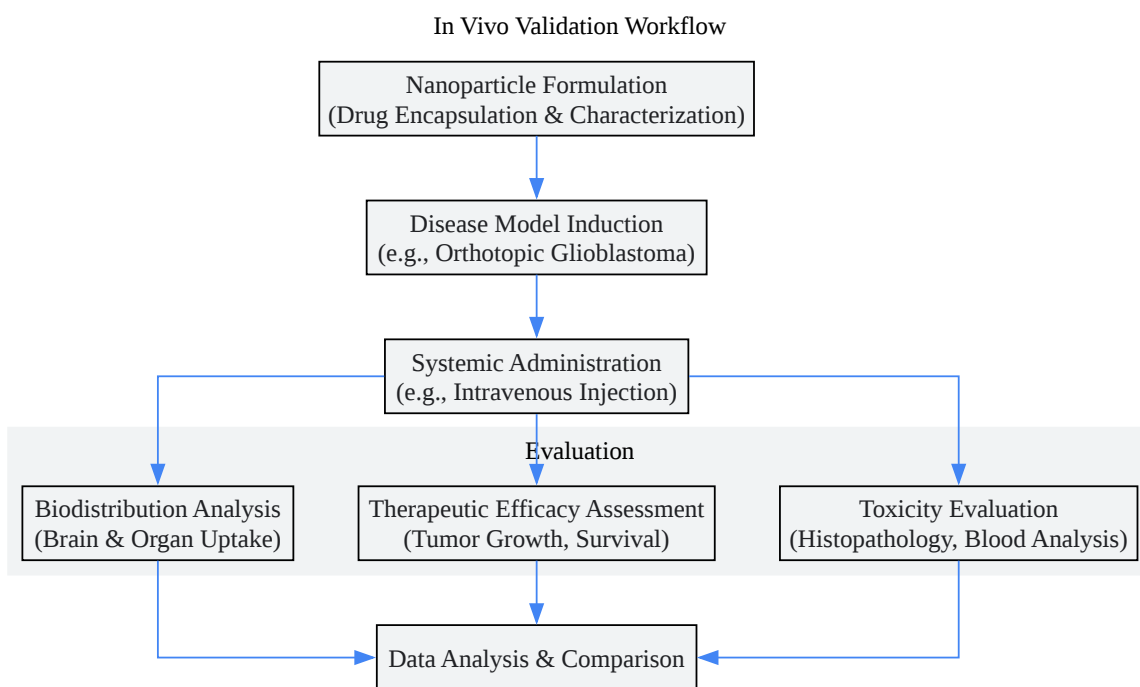 In Vivo Validation Workflow
Nanoparticle Formulation
(Drug Encapsulation & Characterization)
Disease Model Induction
(e.g., Orthotopic Glioblastoma)
Systemic Administration
(e.g., Intravenous Injection)
Evaluation
Biodistribution Analysis
(Brain & Organ Uptake)
Therapeutic Efficacy Assessment
(Tumor Growth, Survival)
Toxicity Evaluation
(Histopathology, Blood Analysis)
Data Analysis & Comparison